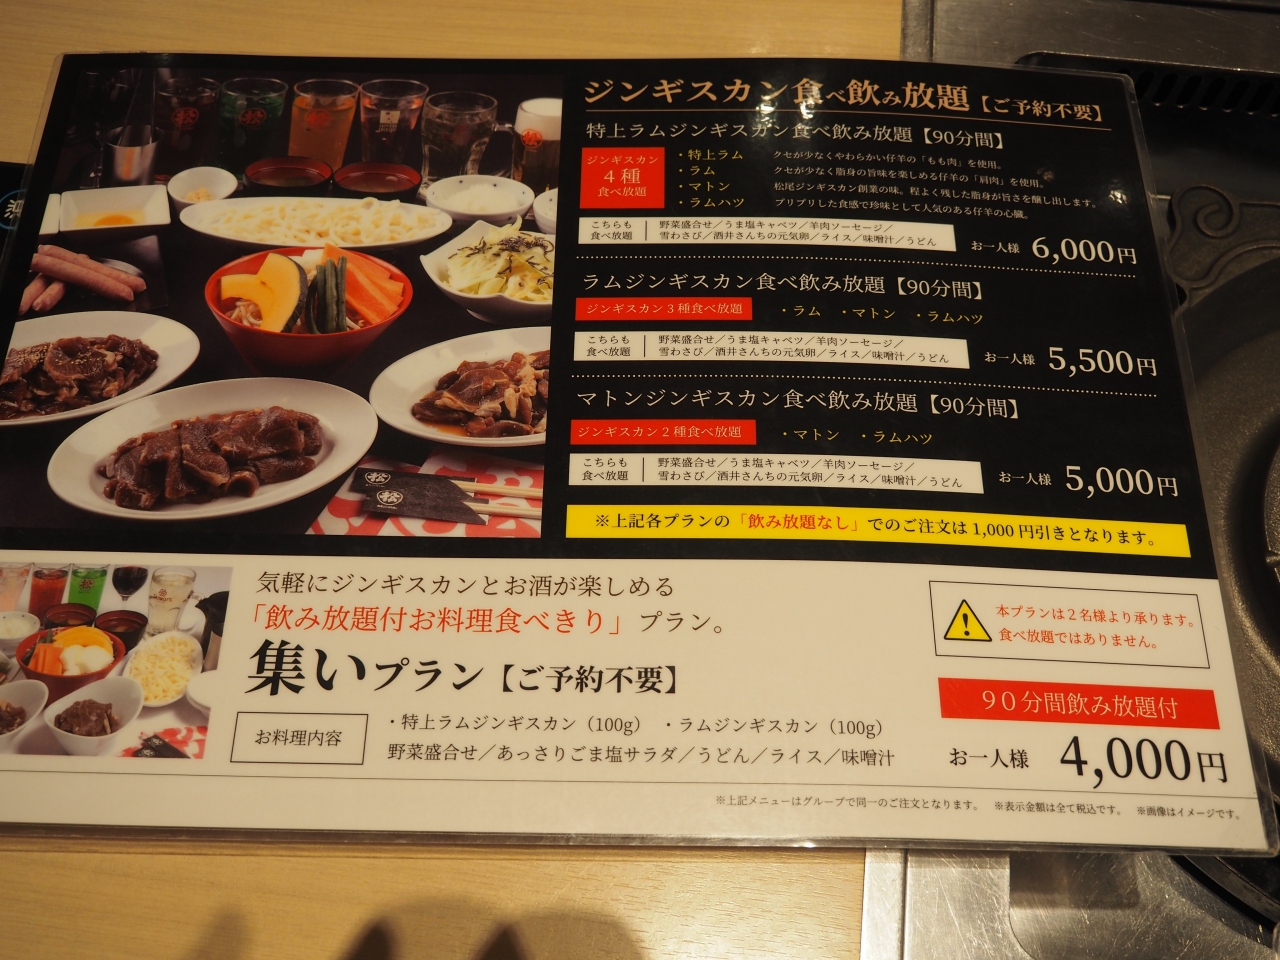 ジンギスカン食べ飲み放題【ご予約不要】
特上ラムジンギスカン食べ飲み放題【90分間】
ジンギスカン
4種
食べ放題
・特上ラム　クセが少なくやわらかい仔羊の「もも肉」を使用。
・ラム　クセが少なく脂身の旨味を楽しめる仔羊の「肩肉」を使用。
・マトン　松尾ジンギスカン創業の味。程よく残した脂身が旨さを醸し出します。
・ラムハツ　プリプリした食感で珍味として人気のある仔羊の心臓。
こちらも
食べ放題
野菜盛合せ／うま塩キャベツ／羊肉ソーセージ／
雪わさび／酒井さんちの元気卵／ライス／味噌汁／うどん
お一人様 6,000円
ラムジンギスカン食べ飲み放題【90分間】
ジンギスカン3種食べ放題　・ラム　・マトン　・ラムハツ
こちらも
食べ放題
野菜盛合せ／うま塩キャベツ／羊肉ソーセージ／
雪わさび／酒井さんちの元気卵／ライス／味噌汁／うどん
お一人様 5,500円
マトンジンギスカン食べ飲み放題【90分間】
ジンギスカン2種食べ放題　・マトン　・ラムハツ
こちらも
食べ放題
野菜盛合せ／うま塩キャベツ／羊肉ソーセージ／
雪わさび／酒井さんちの元気卵／ライス／味噌汁／うどん
お一人様 5,000円
※上記各プランの「飲み放題なし」でのご注文は1,000円引きとなります。
松
松
気軽にジンギスカンとお酒が楽しめる
「飲み放題付お料理食べきり」プラン。
集いプラン【ご予約不要】
お料理内容
・特上ラムジンギスカン（100g）　・ラムジンギスカン（100g）
野菜盛合せ／あっさりごま塩サラダ／うどん／ライス／味噌汁
本プランは2名様より承ります。
食べ放題ではありません。
90分間飲み放題付
お一人様 4,000円
※上記メニューはグループで同一のご注文となります。　※表示金額は全て税込です。　※画像はイメージです。